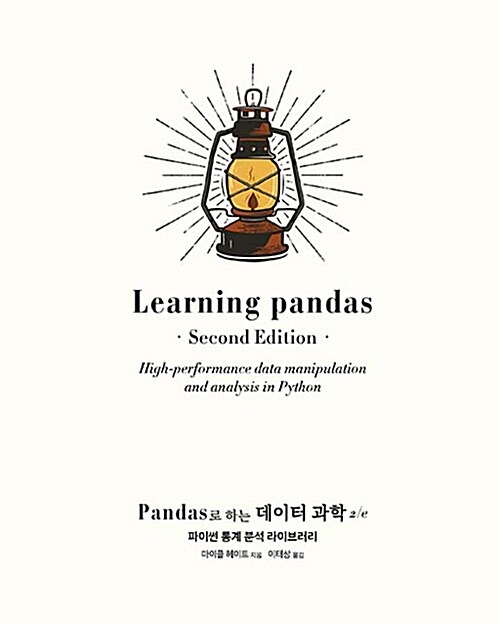 Learning pandas
· Second Edition ·
High-performance data manipulation
and analysis in Python
Pandas로 하는 데이터 과학 2/e
파이썬 통계 분석 라이브러리
마이클 헤이트 지음 이태상 옮김